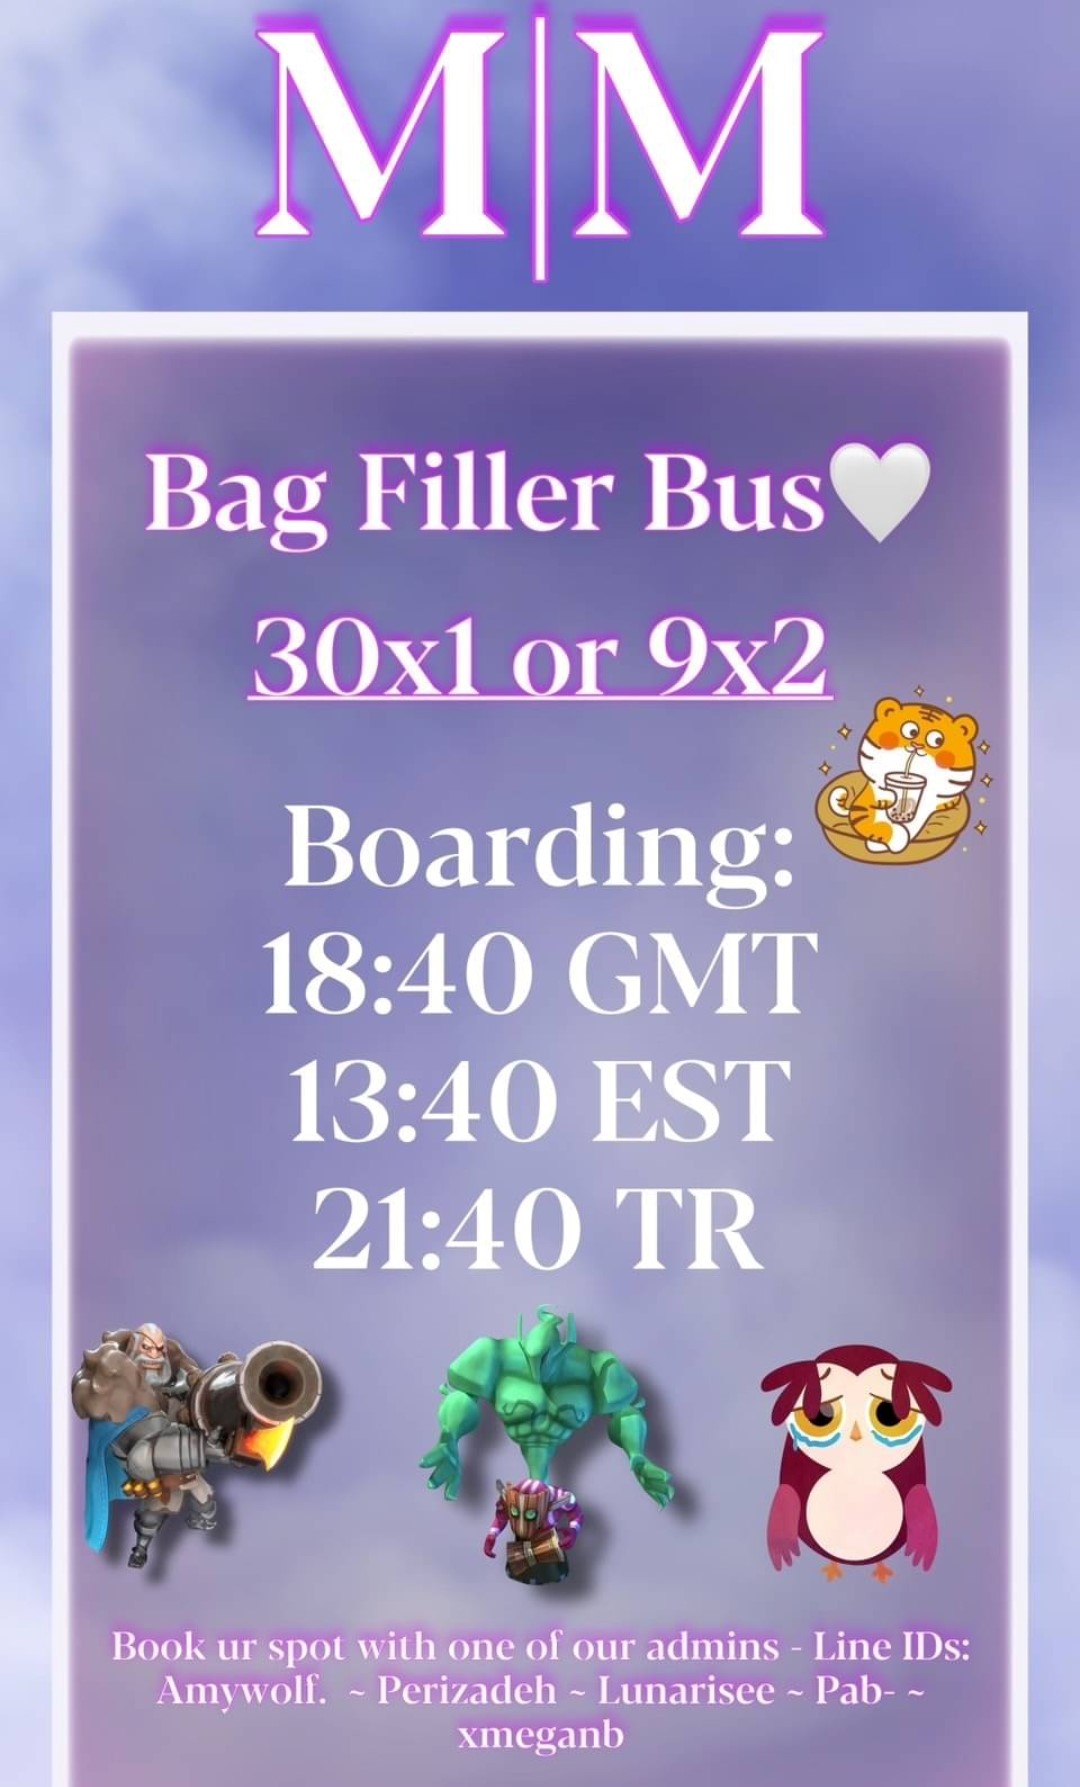 M|M
Bag Filler Bus🤍
30x1 or 9x2
Boarding:
18:40 GMT
13:40 EST
21:40 TR
Book ur spot with one of our admins - Line IDs:
Amywolf. ~ Perizadeh ~ Lunarisee ~ Pab- ~
xmeganb